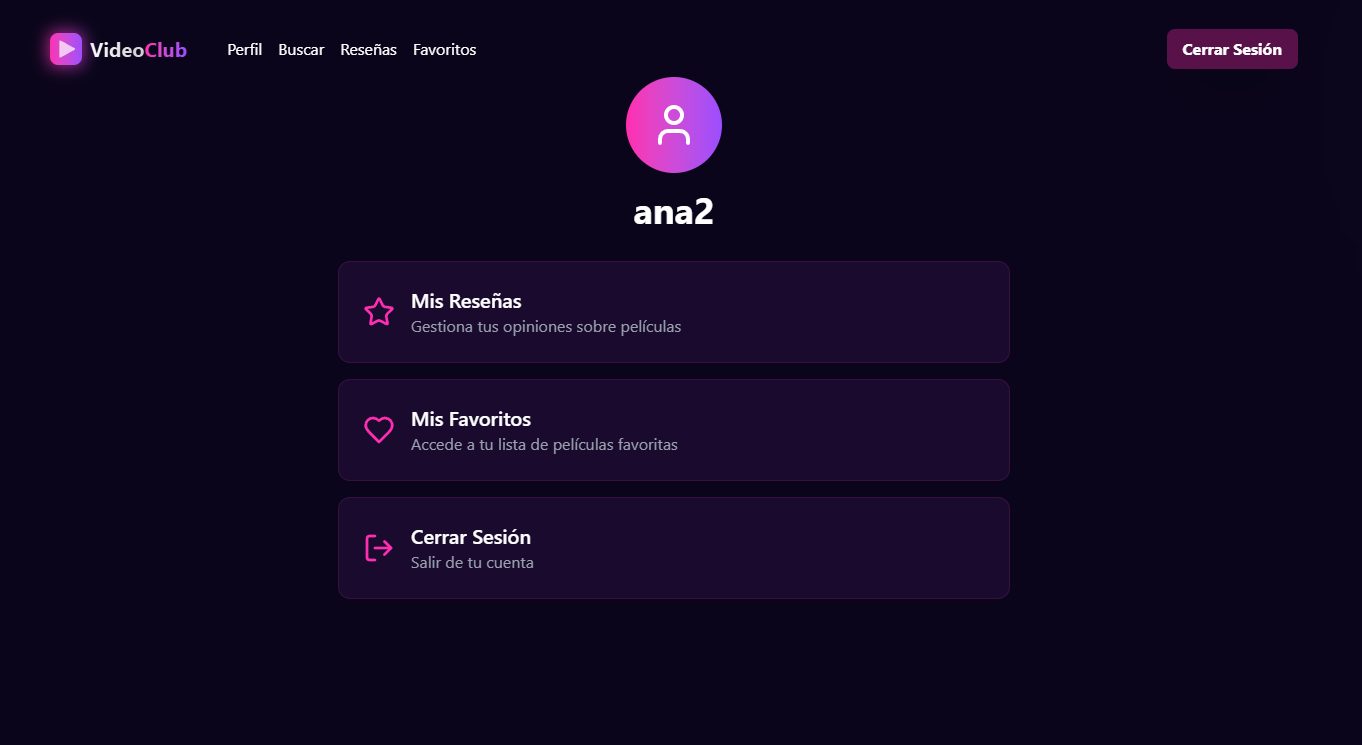 VideoClub
Perfil Buscar Reseñas Favoritos
Cerrar Sesión
ana2
Mis Reseñas
Gestiona tus opiniones sobre películas
Mis Favoritos
Accede a tu lista de películas favoritas
Cerrar Sesión
Salir de tu cuenta